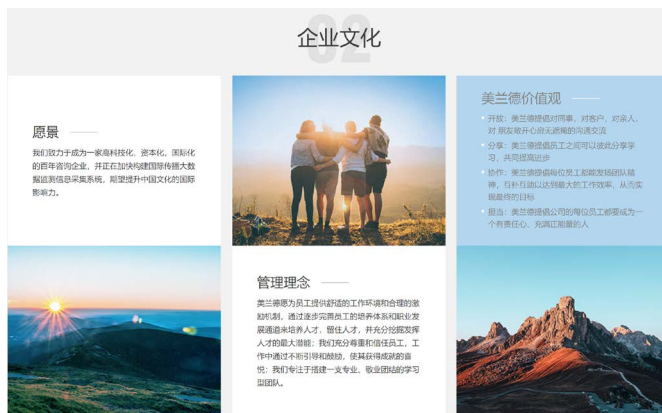 02
企业文化
愿景
我们致力于成为一家高科技化、资本化、国际化
的百年咨询企业，并正在加快构建国际传播大数
据监测信息采集系统，期望提升中国文化的国际
影响力。
管理理念
美兰德愿为员工提供舒适的工作环境和合理的激
励机制，通过逐步完善员工的培养体系和职业发
展通道来培养人才，留住人才，并充分挖掘发挥
人才的最大潜能；我们充分尊重和信任员工，工
作中通过不断引导和鼓励，使其获得成就的喜
悦；我们专注于搭建一支专业、敬业团结的学习
型团队。
美兰德价值观
开放：美兰德提倡对同事、对客户、对亲人、
对 朋友敞开心扉无遮掩的沟通交流
分享：美兰德提倡员工之间可以彼此分享学
习，共同提高进步
协作：美兰德提倡每位员工都能发扬团队精
神，互补互助以达到最大的工作效率，从而实
现最终的目标
担当：美兰德提倡公司的每位员工都要成为一
个有责任心、充满正能量的人